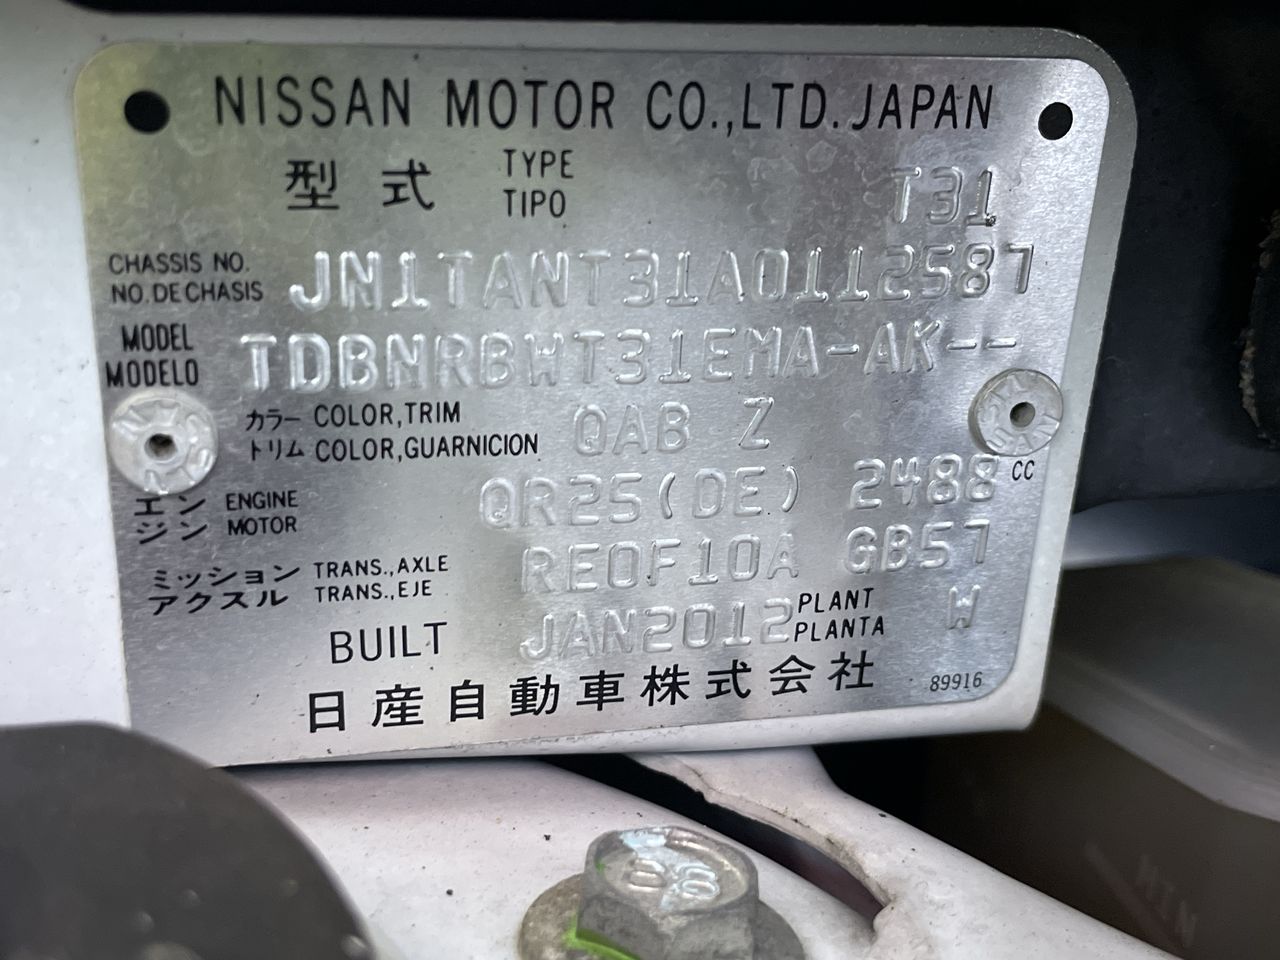 NISSAN MOTOR CO.,LTD. JAPAN
型式 TYPE TIPO T31
CHASSIS NO. NO. DE CHASIS JN1TANT31A0112587
MODEL MODELO TDBNRBWT31EMA-AK--
カラー COLOR,TRIM
トリム COLOR,GUARNICION QAB Z
エンジン ENGINE MOTOR QR25(DE) 2488 CC
ミッション TRANS.,AXLE
アクスル TRANS.,EJE RE0F10A GB57
BUILT JAN2012 PLANT PLANTA W
日産自動車株式会社 89916